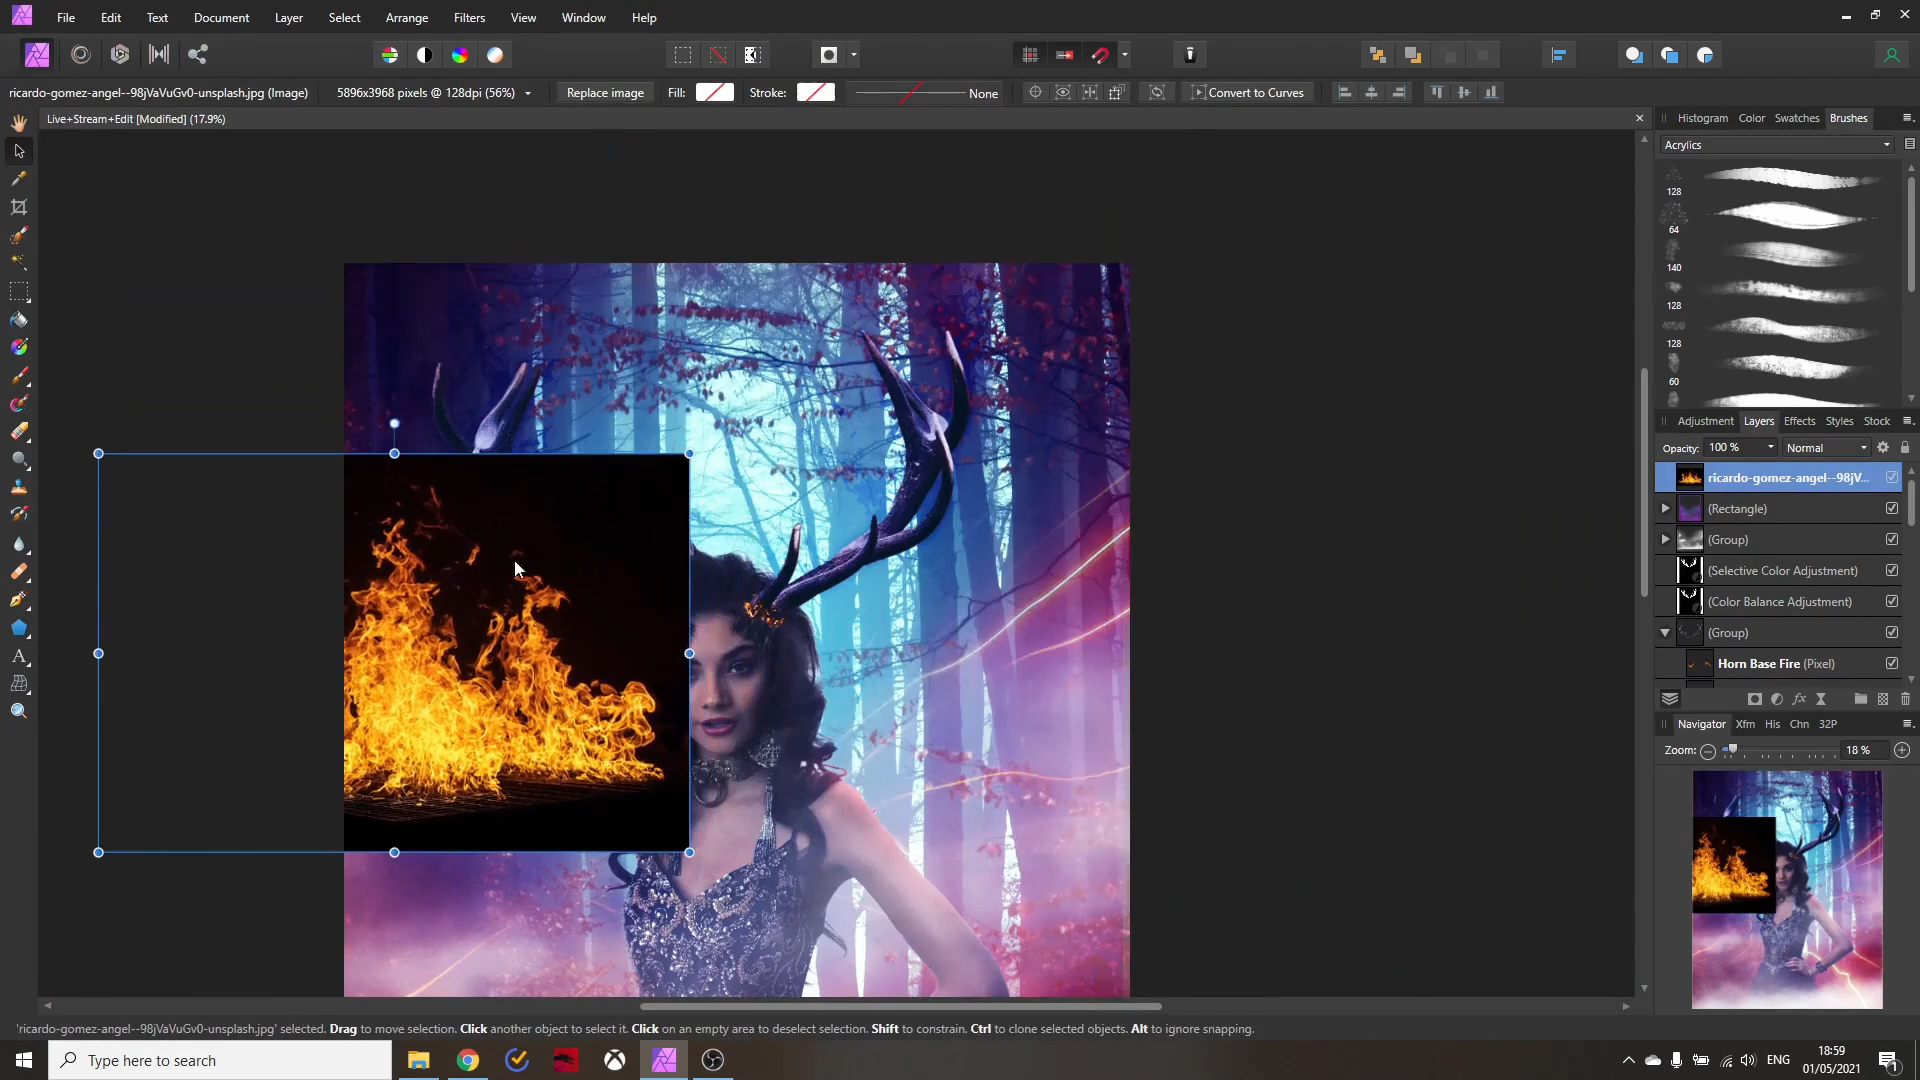 File Edit Text Document Layer Select Arrange Filters View Window Help
ricardo-gomez-angel--98jVaVuGv0-unsplash.jpg (Image) 5896x3968 pixels @ 128dpi (56%) Replace image Fill: Stroke: None Convert to Curves
Live+Stream+Edit [Modified] (17.9%)
Histogram Color Swatches Brushes
Acrylics
128
64
140
128
128
60
Adjustment Layers Effects Styles Stock
Opacity: 100 % Normal
ricardo-gomez-angel--98jV...
(Rectangle)
(Group)
(Selective Color Adjustment)
(Color Balance Adjustment)
(Group)
Horn Base Fire (Pixel)
Navigator Xfm His Chn 32P
Zoom: 18 %
'ricardo-gomez-angel--98jVaVuGv0-unsplash.jpg' selected. Drag to move selection. Click another object to select it. Click on an empty area to deselect selection. Shift to constrain. Ctrl to clone selected objects. Alt to ignore snapping.
Type here to search
ENG
18:59
01/05/2021
1